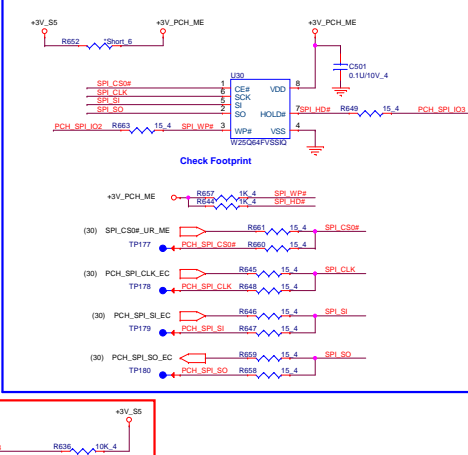 +3V_S5 +3V_PCH_ME +3V_PCH_ME
R652 *Short_6
C501
0.1U/10V_4
U30
SPI_CS0# 1 CE# VDD 8
SPI_CLK 6 SCK
SPI_SI 5 SI
SPI_SO 2 SO HOLD# 7 SPI_HD# R649 15_4 PCH_SPI_IO3
PCH_SPI_IO2 R663 15_4 SPI_WP# 3 WP# VSS 4
W25Q64FVSSIQ
Check Footprint
+3V_PCH_ME R657 1K_4 SPI_WP#
R644 1K_4 SPI_HD#
(30) SPI_CS0#_UR_ME R661 15_4 SPI_CS0#
TP177 PCH_SPI_CS0# R660 15_4
(30) PCH_SPI_CLK_EC R645 15_4 SPI_CLK
TP178 PCH_SPI_CLK R648 15_4
(30) PCH_SPI_SI_EC R646 15_4 SPI_SI
TP179 PCH_SPI_SI R647 15_4
(30) PCH_SPI_SO_EC R659 15_4 SPI_SO
TP180 PCH_SPI_SO R658 15_4
+3V_S5
R636 10K_4